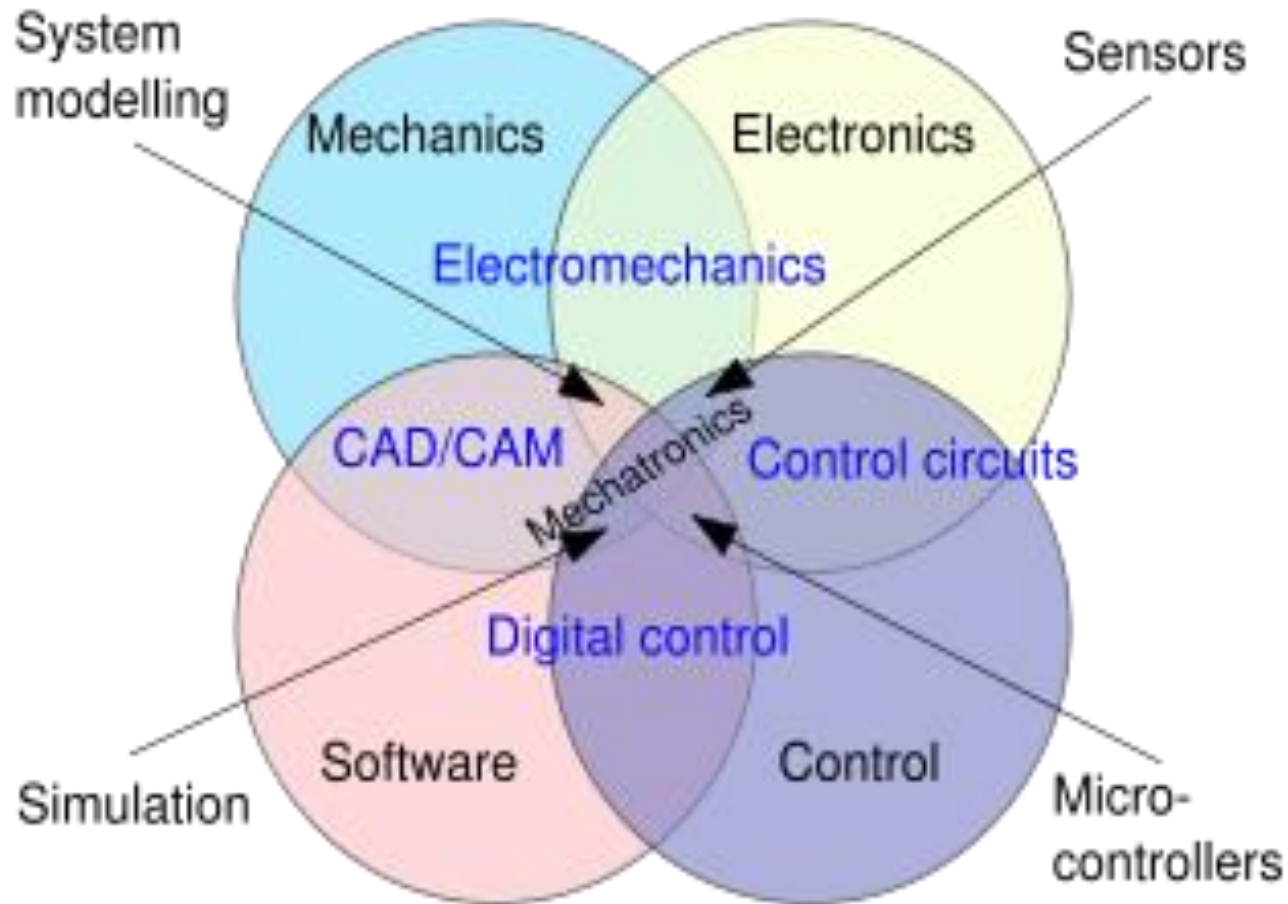 System
modelling
Sensors
Mechanics
Electronics
Electromechanics
CAD/CAM
Mechatronics
Control circuits
Digital control
Software
Control
Simulation
Micro-
controllers